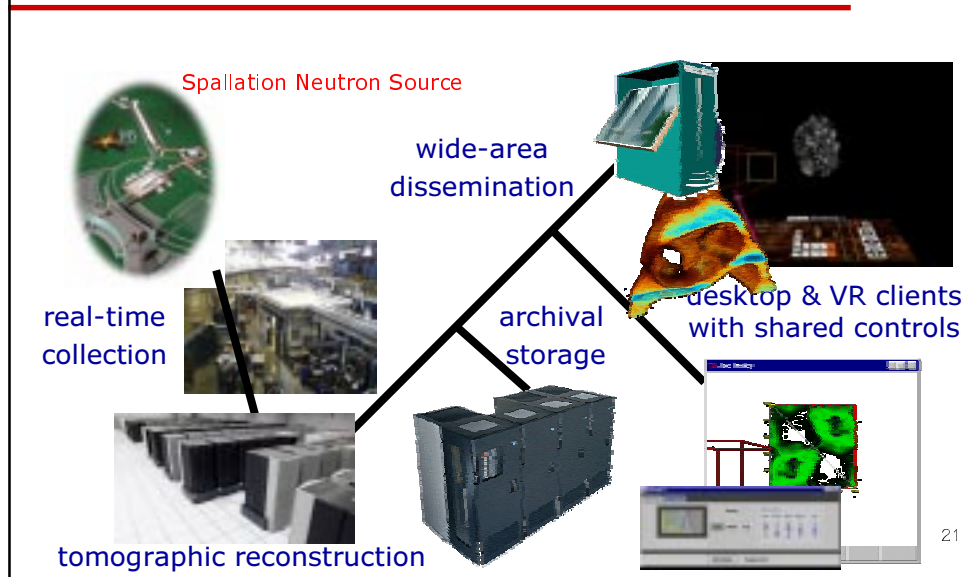 Spallation Neutron Source
wide-area
dissemination
real-time
collection
archival
storage
desktop & VR clients
with shared controls
tomographic reconstruction
21